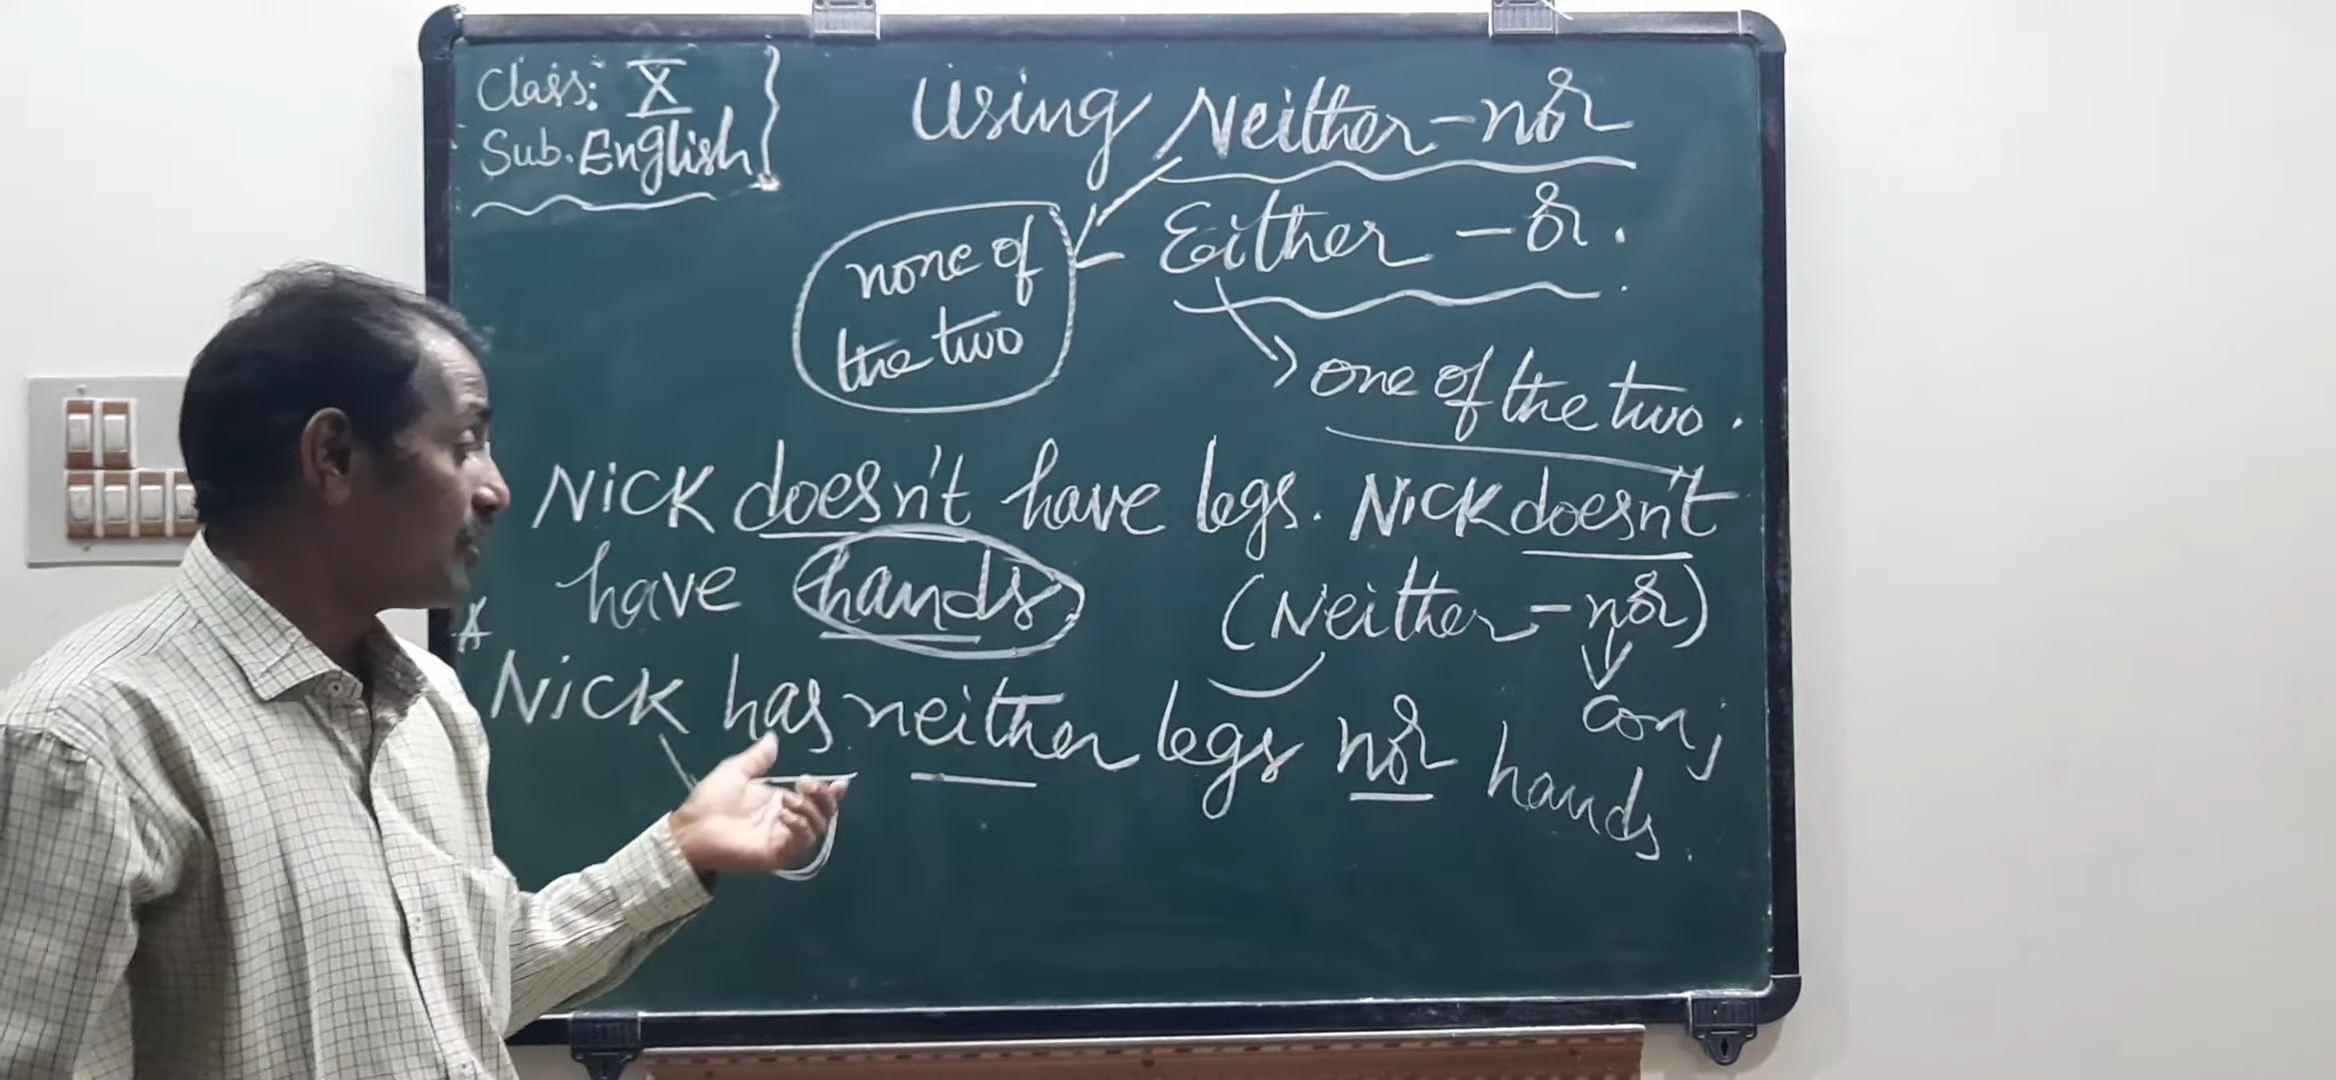 Class: X
Sub. English
Using Neither - nor
Either - or.
none of
the two
one of the two.
Nick doesn't have legs. Nick doesn't
have hands (Neither - nor)
conj
Nick has neither legs nor hands.